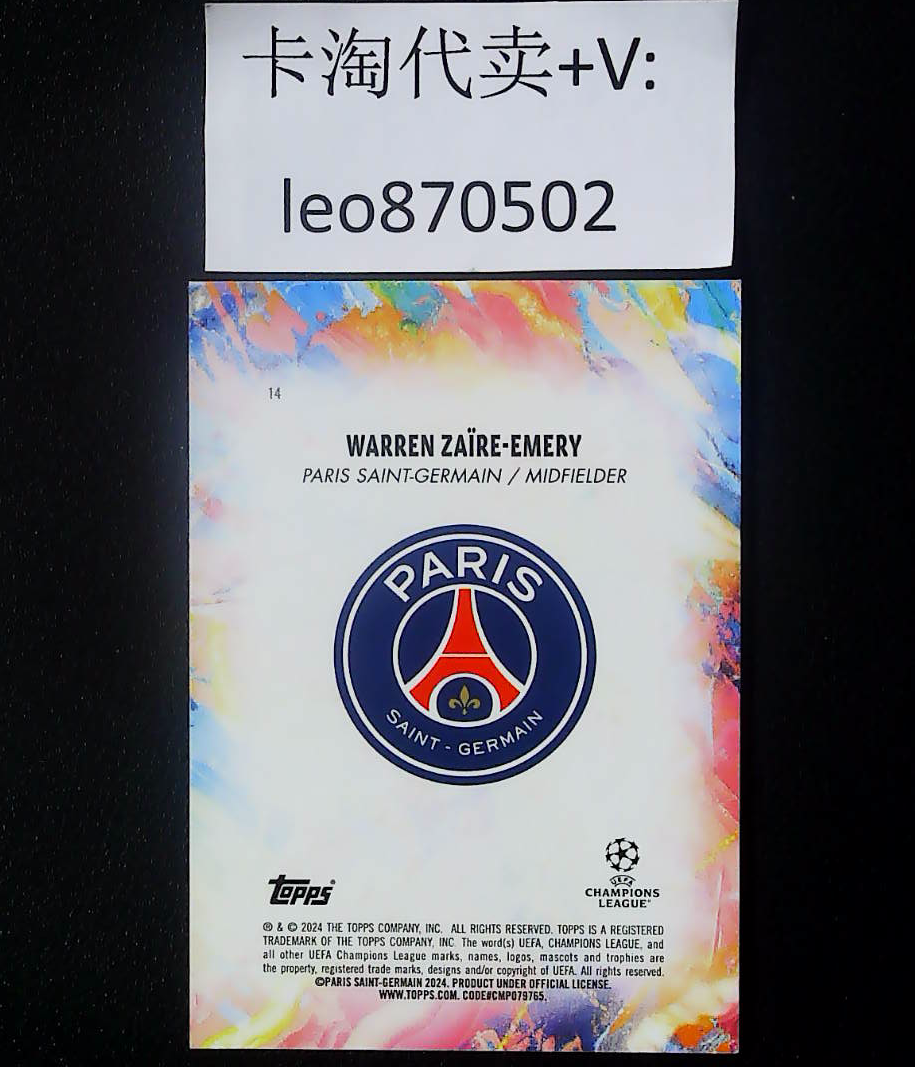 卡淘代卖+V:
leo870502
14
WARREN ZAÏRE-EMERY
PARIS SAINT-GERMAIN / MIDFIELDER
PARIS
SAINT - GERMAIN
topps®
UEFA
CHAMPIONS
LEAGUE™
® & © 2024 THE TOPPS COMPANY, INC. ALL RIGHTS RESERVED. TOPPS IS A REGISTERED
TRADEMARK OF THE TOPPS COMPANY, INC. The word(s) UEFA, CHAMPIONS LEAGUE, and
all other UEFA Champions League marks, names, logos, mascots and trophies are
the property, registered trade marks, designs and/or copyright of UEFA. All rights reserved.
©PARIS SAINT-GERMAIN 2024. PRODUCT UNDER OFFICIAL LICENSE.
WWW.TOPPS.COM. CODE#CMP079765.